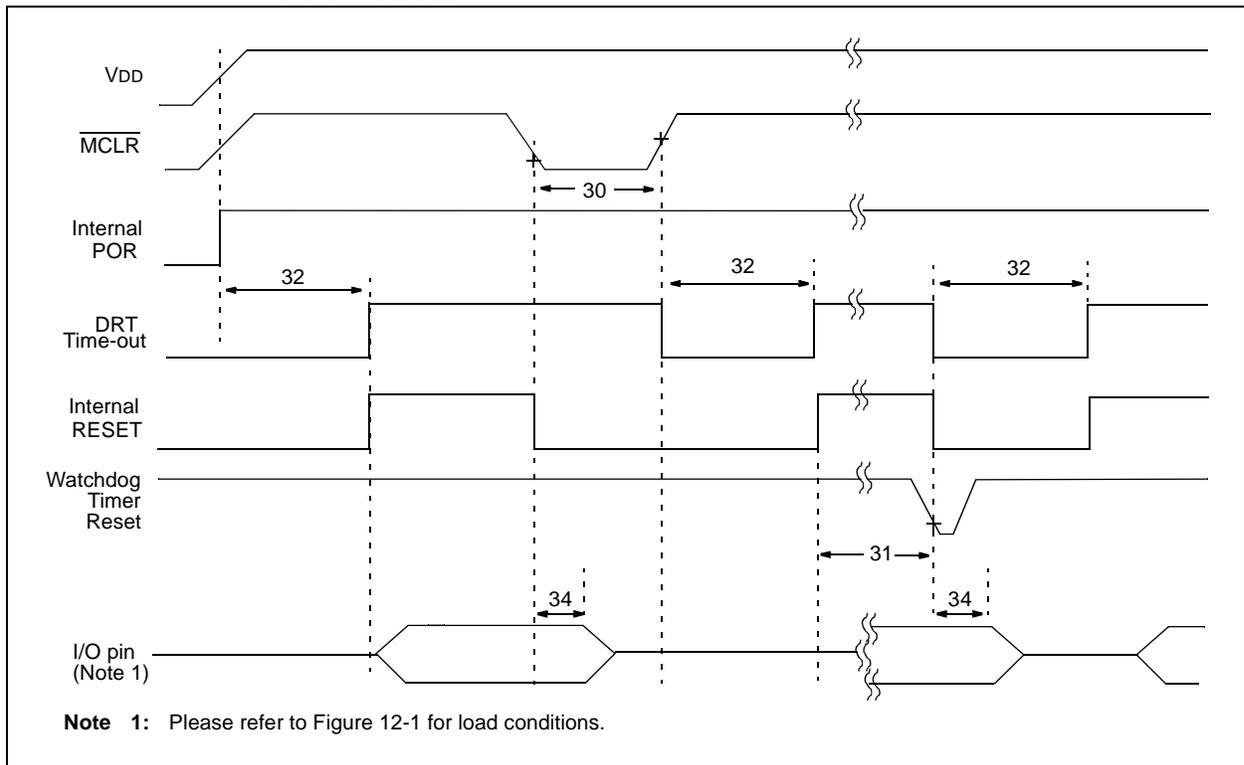 VDD
MCLR
30
Internal
POR
32
32
32
DRT
Time-out
Internal
RESET
Watchdog
Timer
Reset
31
34
34
I/O pin
(Note 1)
Note 1: Please refer to Figure 12-1 for load conditions.